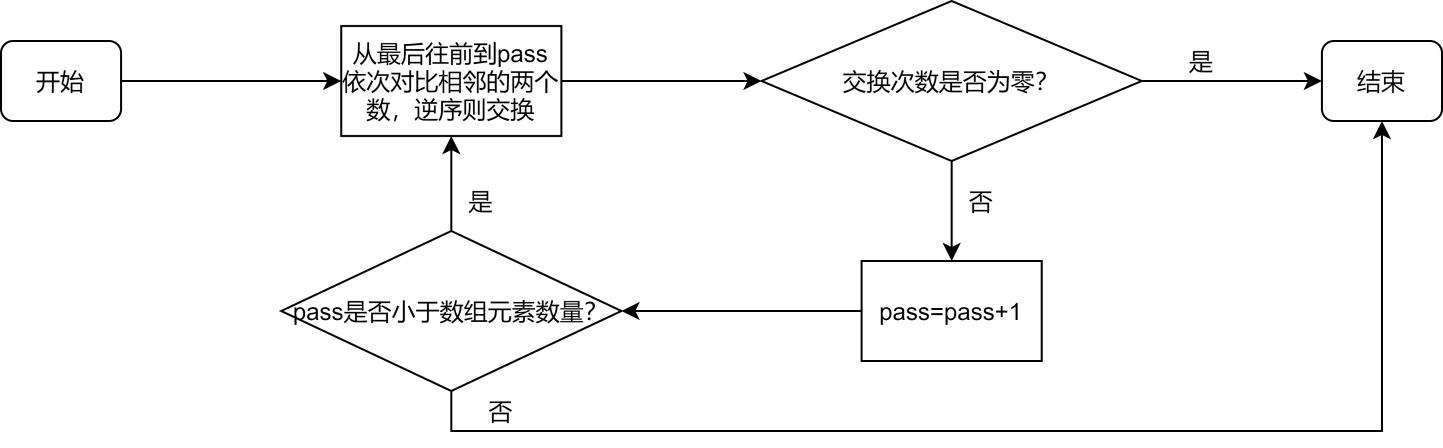 开始
从最后往前到pass
依次对比相邻的两个
数，逆序则交换
交换次数是否为零？
是
结束
是
否
pass是否小于数组元素数量？
pass=pass+1
否